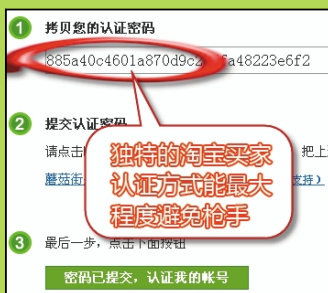 1 拷贝您的认证密码
885a40c4601a870d9c2 6a48223e6f2
2 提交认证密码
请点击 把上
蘑菇街 支持)
独特的淘宝买家
认证方式能最大
程度避免枪手
3 最后一步，点击下面按钮
密码已提交，认证我的帐号